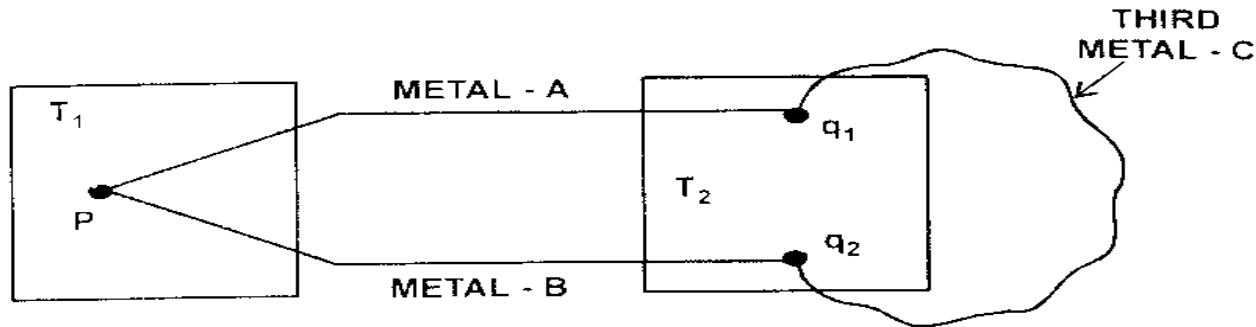 THIRD
METAL - C
T₁
METAL - A
q₁
P
T₂
q₂
METAL - B